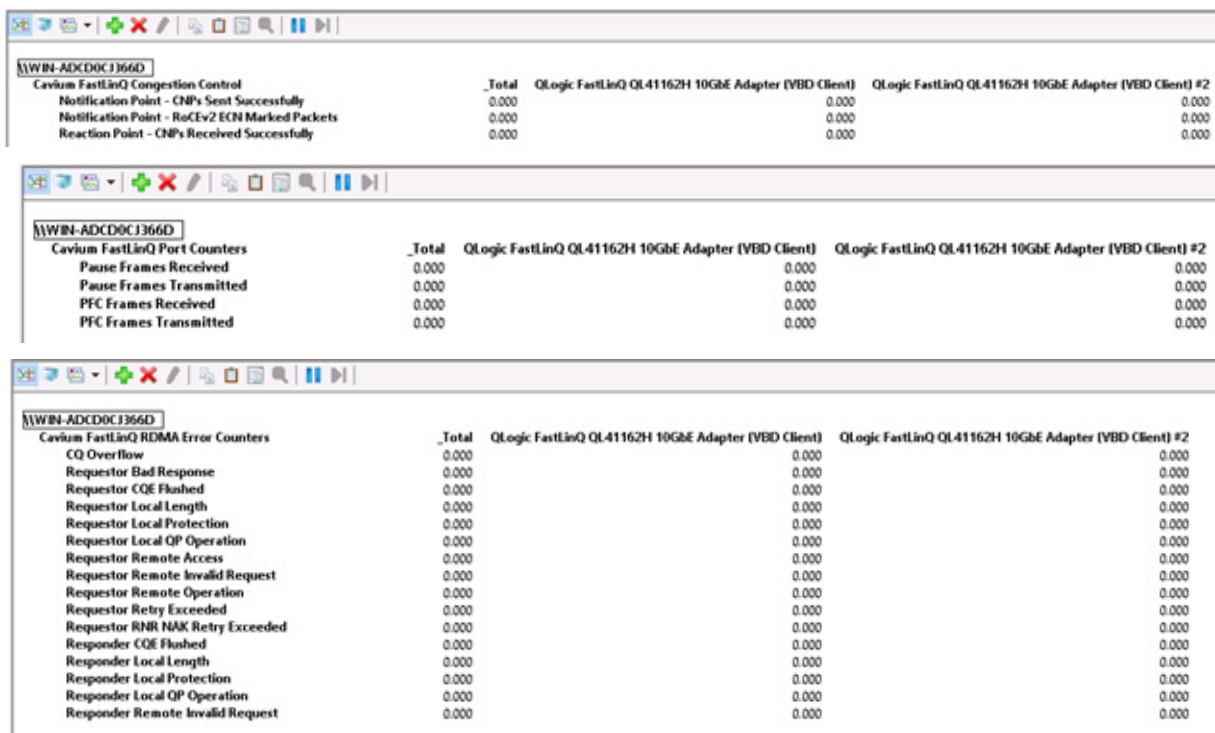 \\WIN-ADCD0CJ366D
Cavium FastLinQ Congestion Control _Total QLogic FastLinQ QL41162H 10GbE Adapter (VBD Client) QLogic FastLinQ QL41162H 10GbE Adapter (VBD Client) #2
Notification Point - CNPs Sent Successfully 0.000 0.000 0.000
Notification Point - RoCEv2 ECN Marked Packets 0.000 0.000 0.000
Reaction Point - CNPs Received Successfully 0.000 0.000 0.000
\\WIN-ADCD0CJ366D
Cavium FastLinQ Port Counters _Total QLogic FastLinQ QL41162H 10GbE Adapter (VBD Client) QLogic FastLinQ QL41162H 10GbE Adapter (VBD Client) #2
Pause Frames Received 0.000 0.000 0.000
Pause Frames Transmitted 0.000 0.000 0.000
PFC Frames Received 0.000 0.000 0.000
PFC Frames Transmitted 0.000 0.000 0.000
\\WIN-ADCD0CJ366D
Cavium FastLinQ RDMA Error Counters _Total QLogic FastLinQ QL41162H 10GbE Adapter (VBD Client) QLogic FastLinQ QL41162H 10GbE Adapter (VBD Client) #2
CQ Overflow 0.000 0.000 0.000
Requestor Bad Response 0.000 0.000 0.000
Requestor CQE Flushed 0.000 0.000 0.000
Requestor Local Length 0.000 0.000 0.000
Requestor Local Protection 0.000 0.000 0.000
Requestor Local QP Operation 0.000 0.000 0.000
Requestor Remote Access 0.000 0.000 0.000
Requestor Remote Invalid Request 0.000 0.000 0.000
Requestor Remote Operation 0.000 0.000 0.000
Requestor Retry Exceeded 0.000 0.000 0.000
Requestor RNR NAK Retry Exceeded 0.000 0.000 0.000
Responder CQE Flushed 0.000 0.000 0.000
Responder Local Length 0.000 0.000 0.000
Responder Local Protection 0.000 0.000 0.000
Responder Local QP Operation 0.000 0.000 0.000
Responder Remote Invalid Request 0.000 0.000 0.000